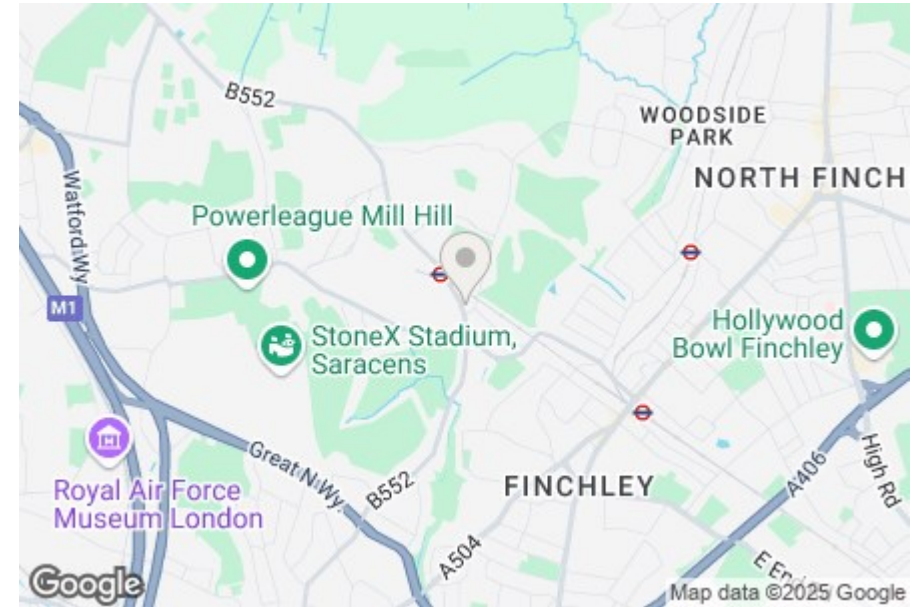 B552
WOODSIDE
PARK
NORTH FINCH
Watford Wy
Powerleague Mill Hill
M1
StoneX Stadium,
Saracens
Hollywood
Bowl Finchley
Royal Air Force
Museum London
Great N Wy.
B552
FINCHLEY
A406
High Rd
A504
E End
Google
Map data ©2025 Google